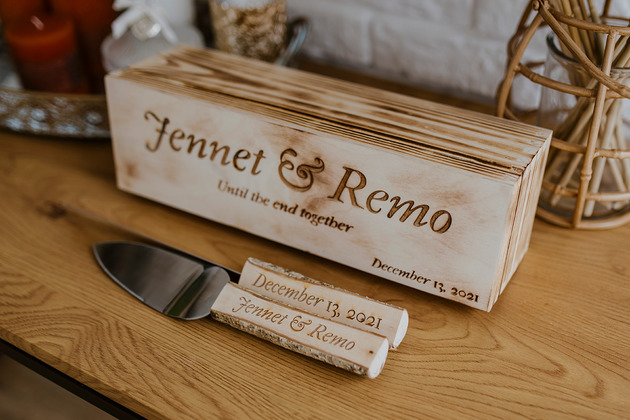 Jennet & Remo
Until the end together
December 13, 2021
December 13, 2021
Jennet & Remo